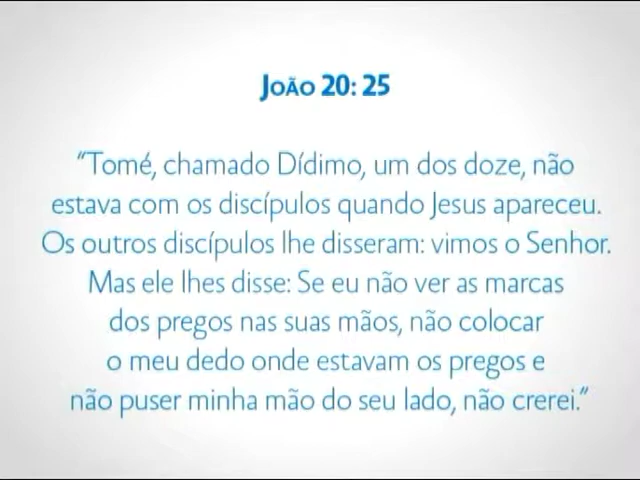 João 20: 25
“Tomé, chamado Dídimo, um dos doze, não
estava com os discípulos quando Jesus apareceu.
Os outros discípulos lhe disseram: vimos o Senhor.
Mas ele lhes disse: Se eu não ver as marcas
dos pregos nas suas mãos, não colocar
o meu dedo onde estavam os pregos e
não puser minha mão do seu lado, não crerei.”